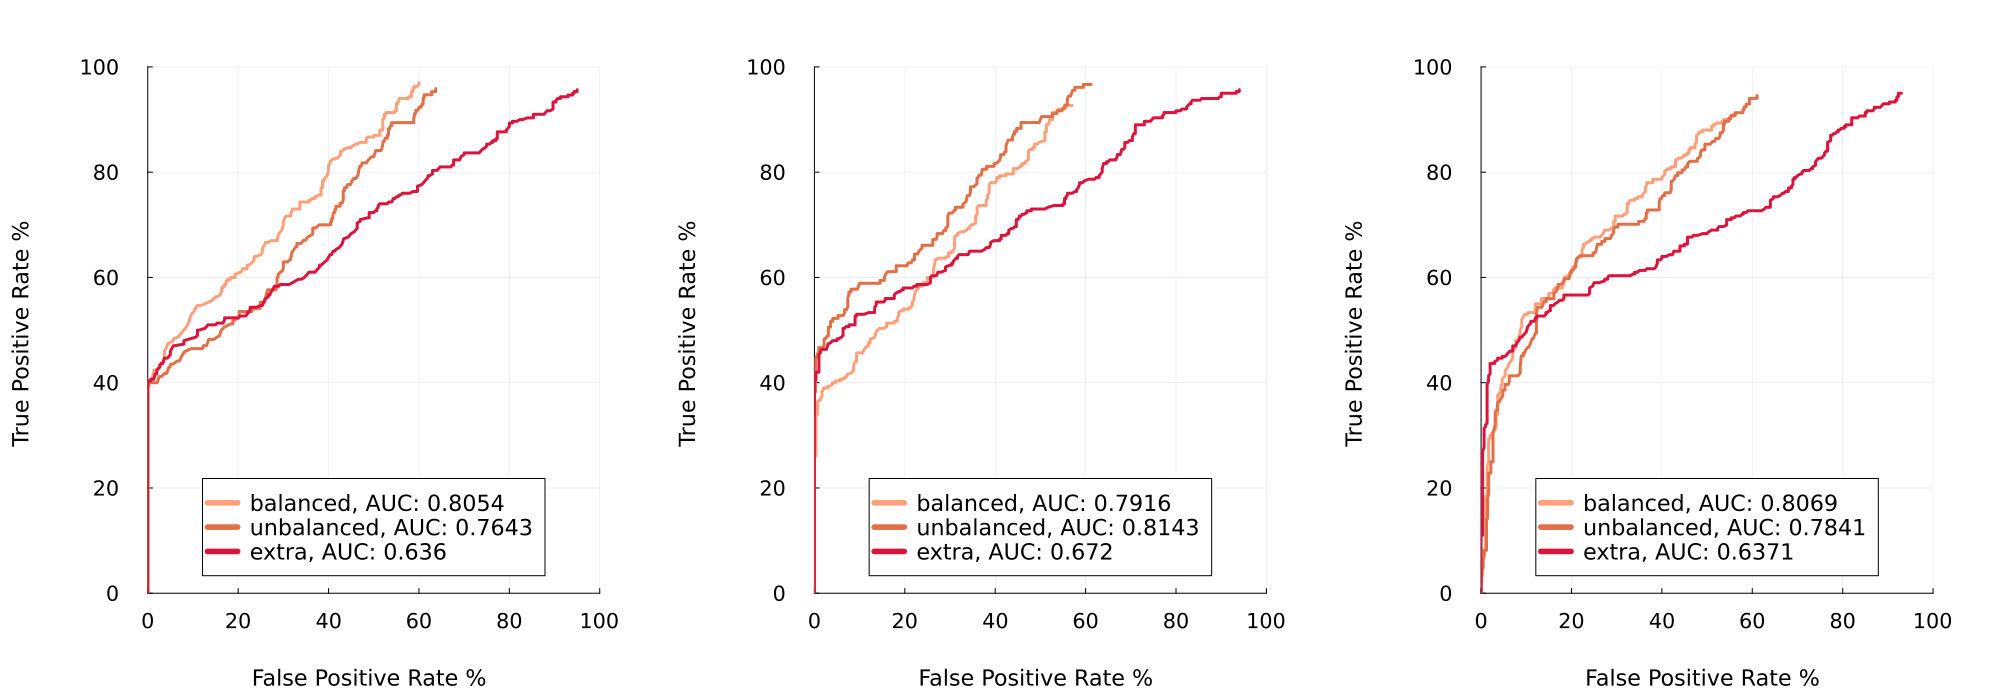 100
80
60
40
20
0
True Positive Rate %
balanced, AUC: 0.8054
unbalanced, AUC: 0.7643
extra, AUC: 0.636
0 20 40 60 80 100
False Positive Rate %
100
80
60
40
20
0
True Positive Rate %
balanced, AUC: 0.7916
unbalanced, AUC: 0.8143
extra, AUC: 0.672
0 20 40 60 80 100
False Positive Rate %
100
80
60
40
20
0
True Positive Rate %
balanced, AUC: 0.8069
unbalanced, AUC: 0.7841
extra, AUC: 0.6371
0 20 40 60 80 100
False Positive Rate %